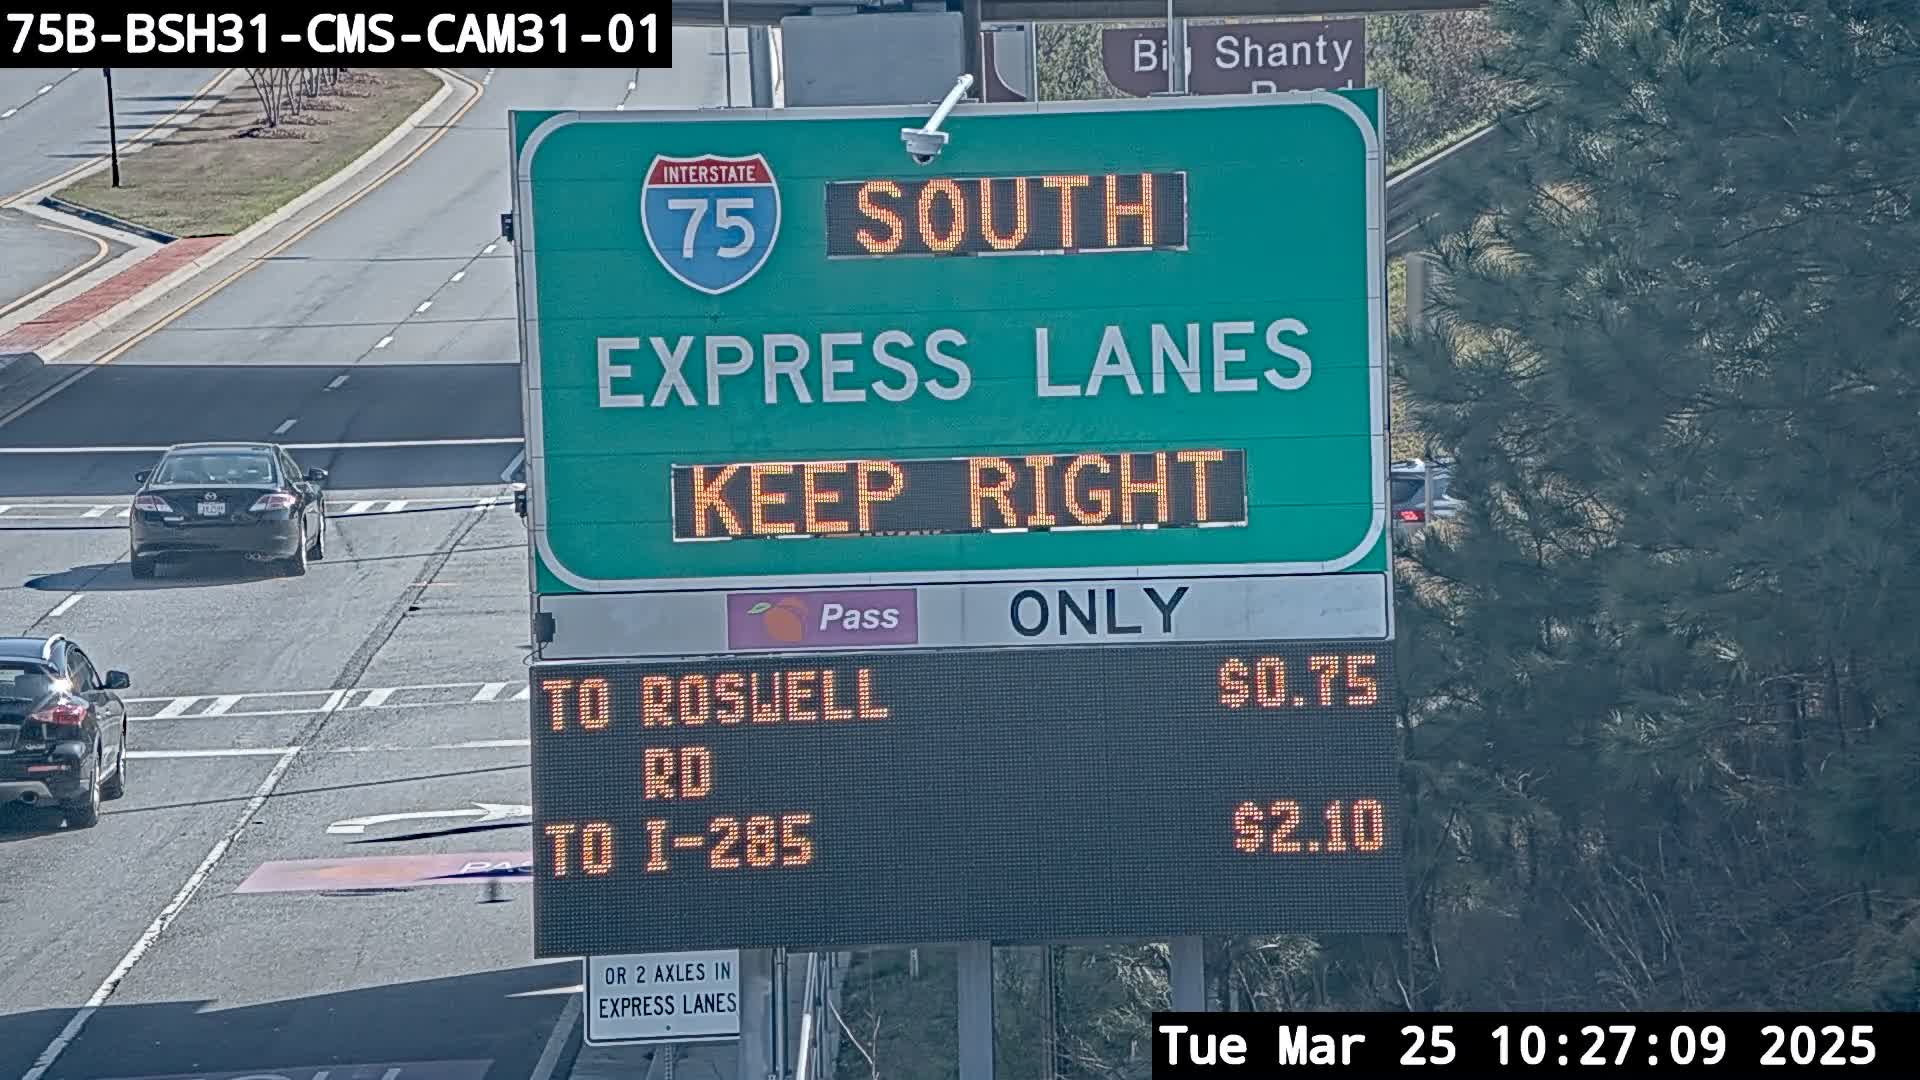 75B-BSH31-CMS-CAM31-01
Big Shanty
Road
INTERSTATE
75
SOUTH
EXPRESS LANES
KEEP RIGHT
Pass ONLY
TO ROSWELL $0.75
RD
TO I-285 $2.10
OR 2 AXLES IN
EXPRESS LANES
Tue Mar 25 10:27:09 2025